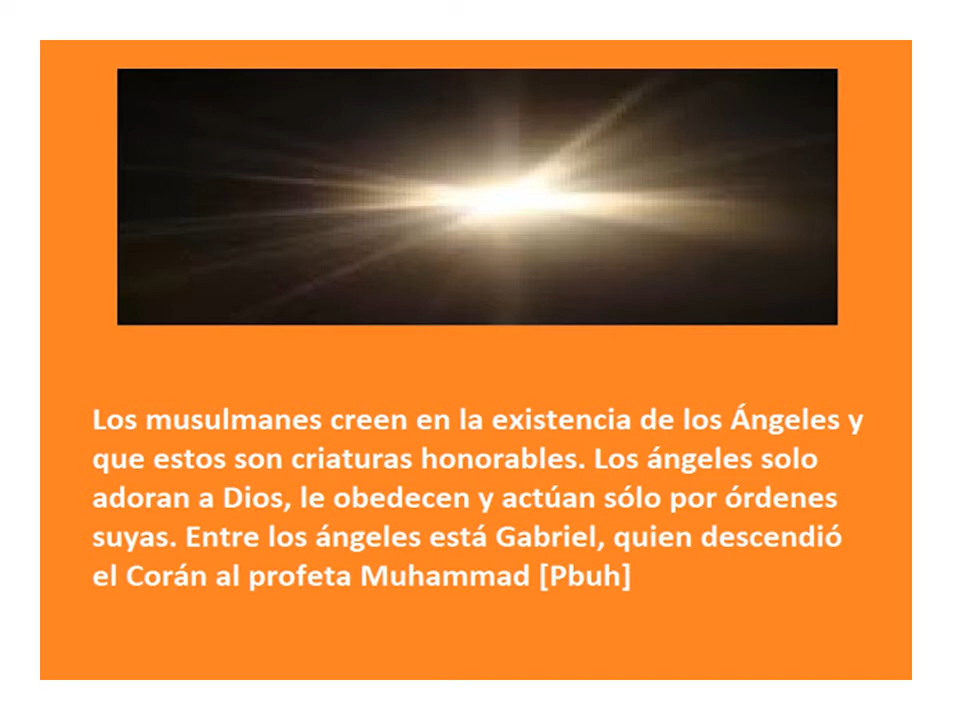 Los musulmanes creen en la existencia de los Ángeles y
que estos son criaturas honorables. Los ángeles solo
adoran a Dios, le obedecen y actúan sólo por órdenes
suyas. Entre los ángeles está Gabriel, quien descendió
el Corán al profeta Muhammad [Pbuh]